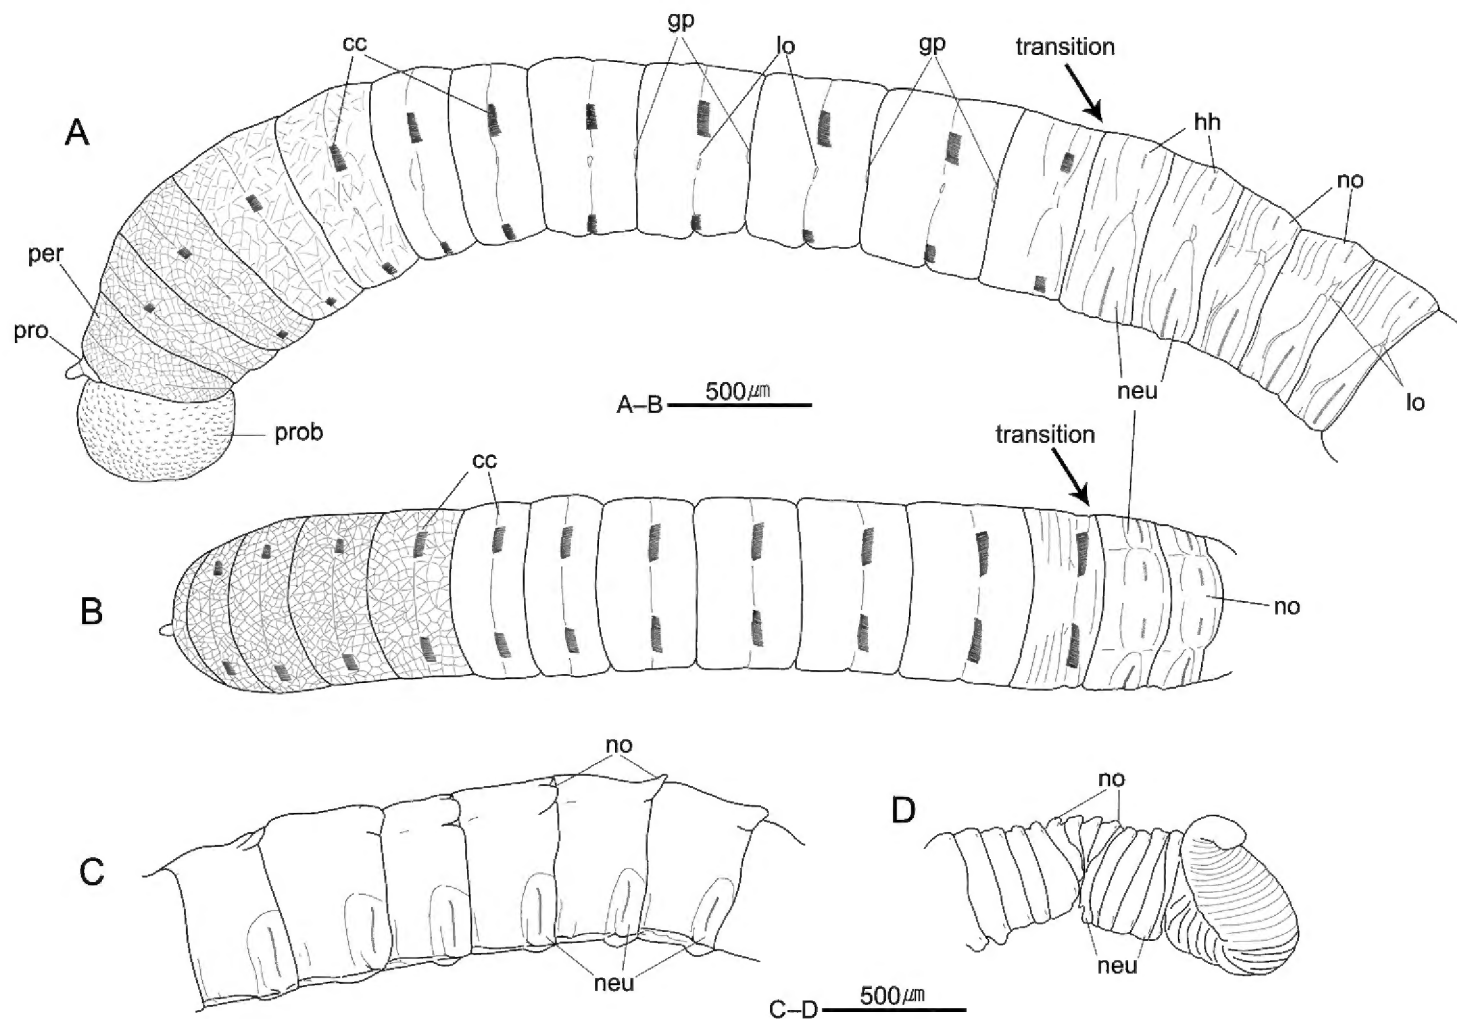 A
cc
gp
lo
gp
transition
hh
no
per
pro
prob
A–B 500㎛
neu
lo
B
cc
transition
no
C
no
neu
D
no
neu
C–D 500㎛